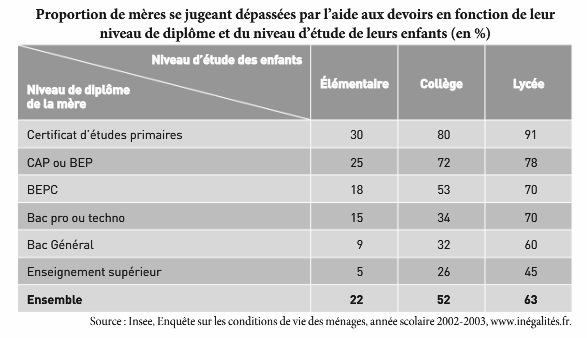 Proportion de mères se jugeant dépassées par l'aide aux devoirs en fonction de leur
niveau de diplôme et du niveau d'étude de leurs enfants (en %)
Niveau d'étude des enfants
Niveau de diplôme
de la mère
Élémentaire Collège Lycée
Certificat d'études primaires 30 80 91
CAP ou BEP 25 72 78
BEPC 18 53 70
Bac pro ou techno 15 34 70
Bac Général 9 32 60
Enseignement supérieur 5 26 45
Ensemble 22 52 63
Source : Insee, Enquête sur les conditions de vie des ménages, année scolaire 2002-2003, www.inégalités.fr.